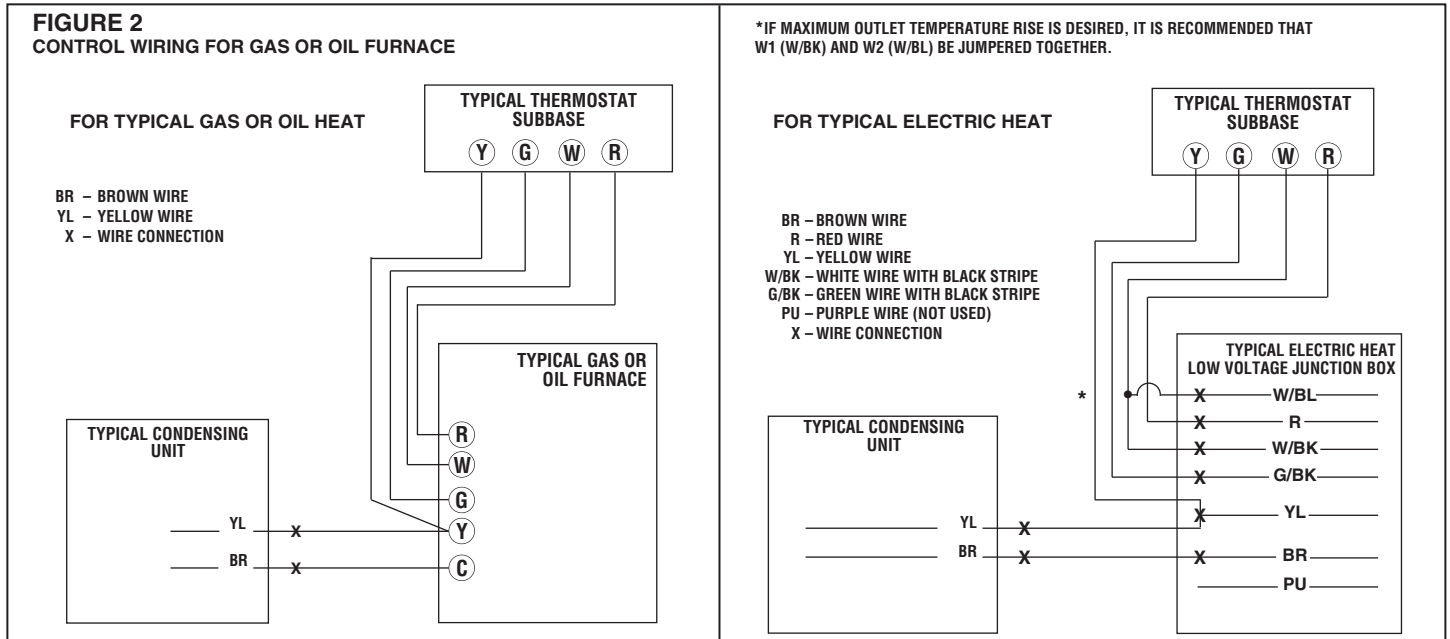 FIGURE 2
CONTROL WIRING FOR GAS OR OIL FURNACE
FOR TYPICAL GAS OR OIL HEAT
TYPICAL THERMOSTAT
SUBBASE
Y G W R
BR – BROWN WIRE
YL – YELLOW WIRE
X – WIRE CONNECTION
TYPICAL GAS OR
OIL FURNACE
R
W
G
Y
C
TYPICAL CONDENSING
UNIT
YL X
BR X
*IF MAXIMUM OUTLET TEMPERATURE RISE IS DESIRED, IT IS RECOMMENDED THAT
W1 (W/BK) AND W2 (W/BL) BE JUMPERED TOGETHER.
FOR TYPICAL ELECTRIC HEAT
TYPICAL THERMOSTAT
SUBBASE
Y G W R
BR – BROWN WIRE
R – RED WIRE
YL – YELLOW WIRE
W/BK – WHITE WIRE WITH BLACK STRIPE
G/BK – GREEN WIRE WITH BLACK STRIPE
PU – PURPLE WIRE (NOT USED)
X – WIRE CONNECTION
TYPICAL ELECTRIC HEAT
LOW VOLTAGE JUNCTION BOX
* X W/BL
X R
X W/BK
X G/BK
X YL
X BR
PU
TYPICAL CONDENSING
UNIT
YL X
BR X